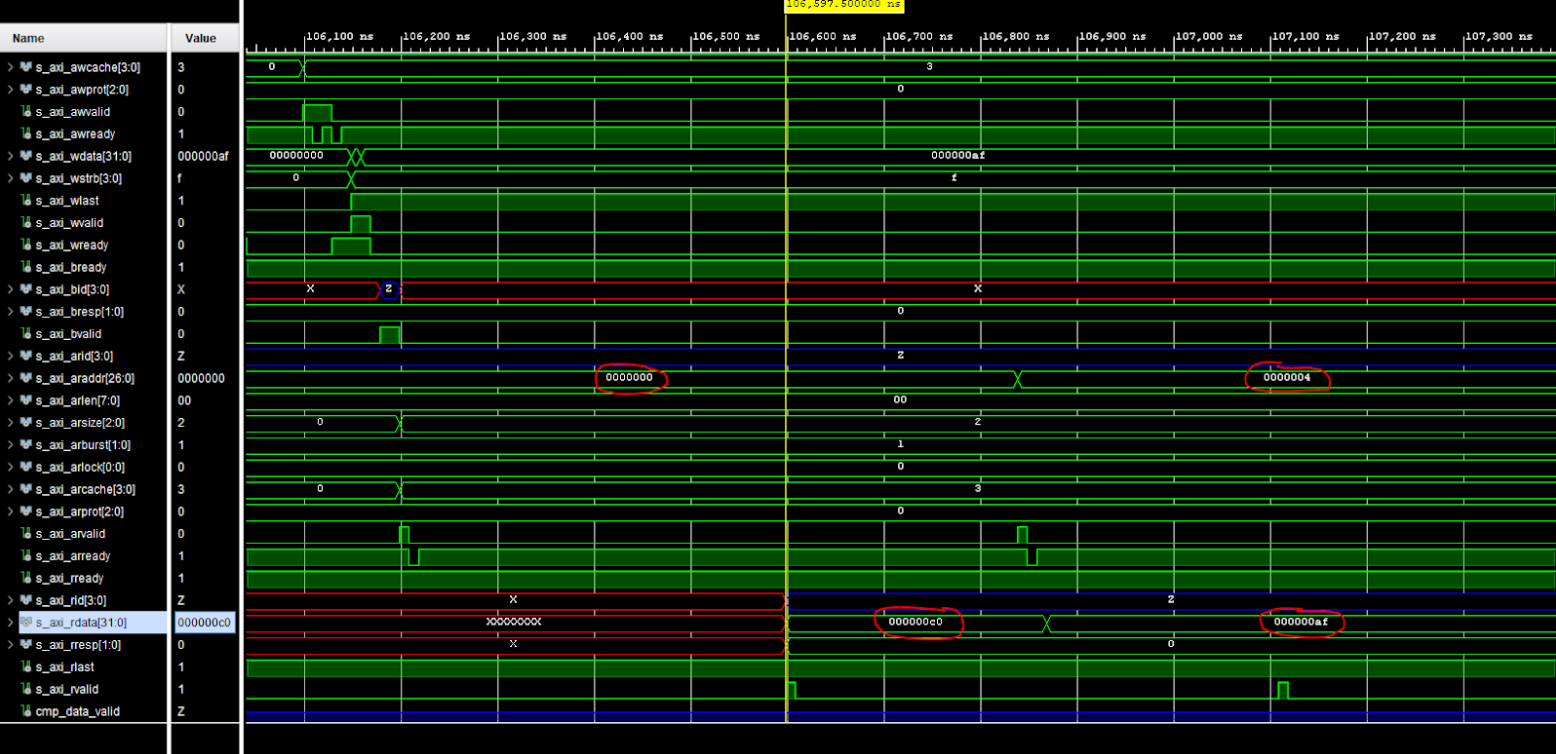 106,597.500000 ns
Name Value
106,100 ns 106,200 ns 106,300 ns 106,400 ns 106,500 ns 106,600 ns 106,700 ns 106,800 ns 106,900 ns 107,000 ns 107,100 ns 107,200 ns 107,300 ns
s_axi_awcache[3:0] 3 0 3
s_axi_awprot[2:0] 0 0
s_axi_awvalid 0
s_axi_awready 1
s_axi_wdata[31:0] 000000af 00000000 000000af
s_axi_wstrb[3:0] f 0 f
s_axi_wlast 1
s_axi_wvalid 0
s_axi_wready 0
s_axi_bready 1
s_axi_bid[3:0] X X Z X
s_axi_bresp[1:0] 0 0
s_axi_bvalid 0
s_axi_arid[3:0] Z Z
s_axi_araddr[26:0] 0000000 0000000 0000004
s_axi_arlen[7:0] 00 00
s_axi_arsize[2:0] 2 0 2
s_axi_arburst[1:0] 1 1
s_axi_arlock[0:0] 0 0
s_axi_arcache[3:0] 3 0 3
s_axi_arprot[2:0] 0 0
s_axi_arvalid 0
s_axi_arready 1
s_axi_rready 1
s_axi_rid[3:0] Z X Z
s_axi_rdata[31:0] 000000c0 XXXXXXXX 000000c0 000000af
s_axi_rresp[1:0] 0 X 0
s_axi_rlast 1
s_axi_rvalid 1
cmp_data_valid Z